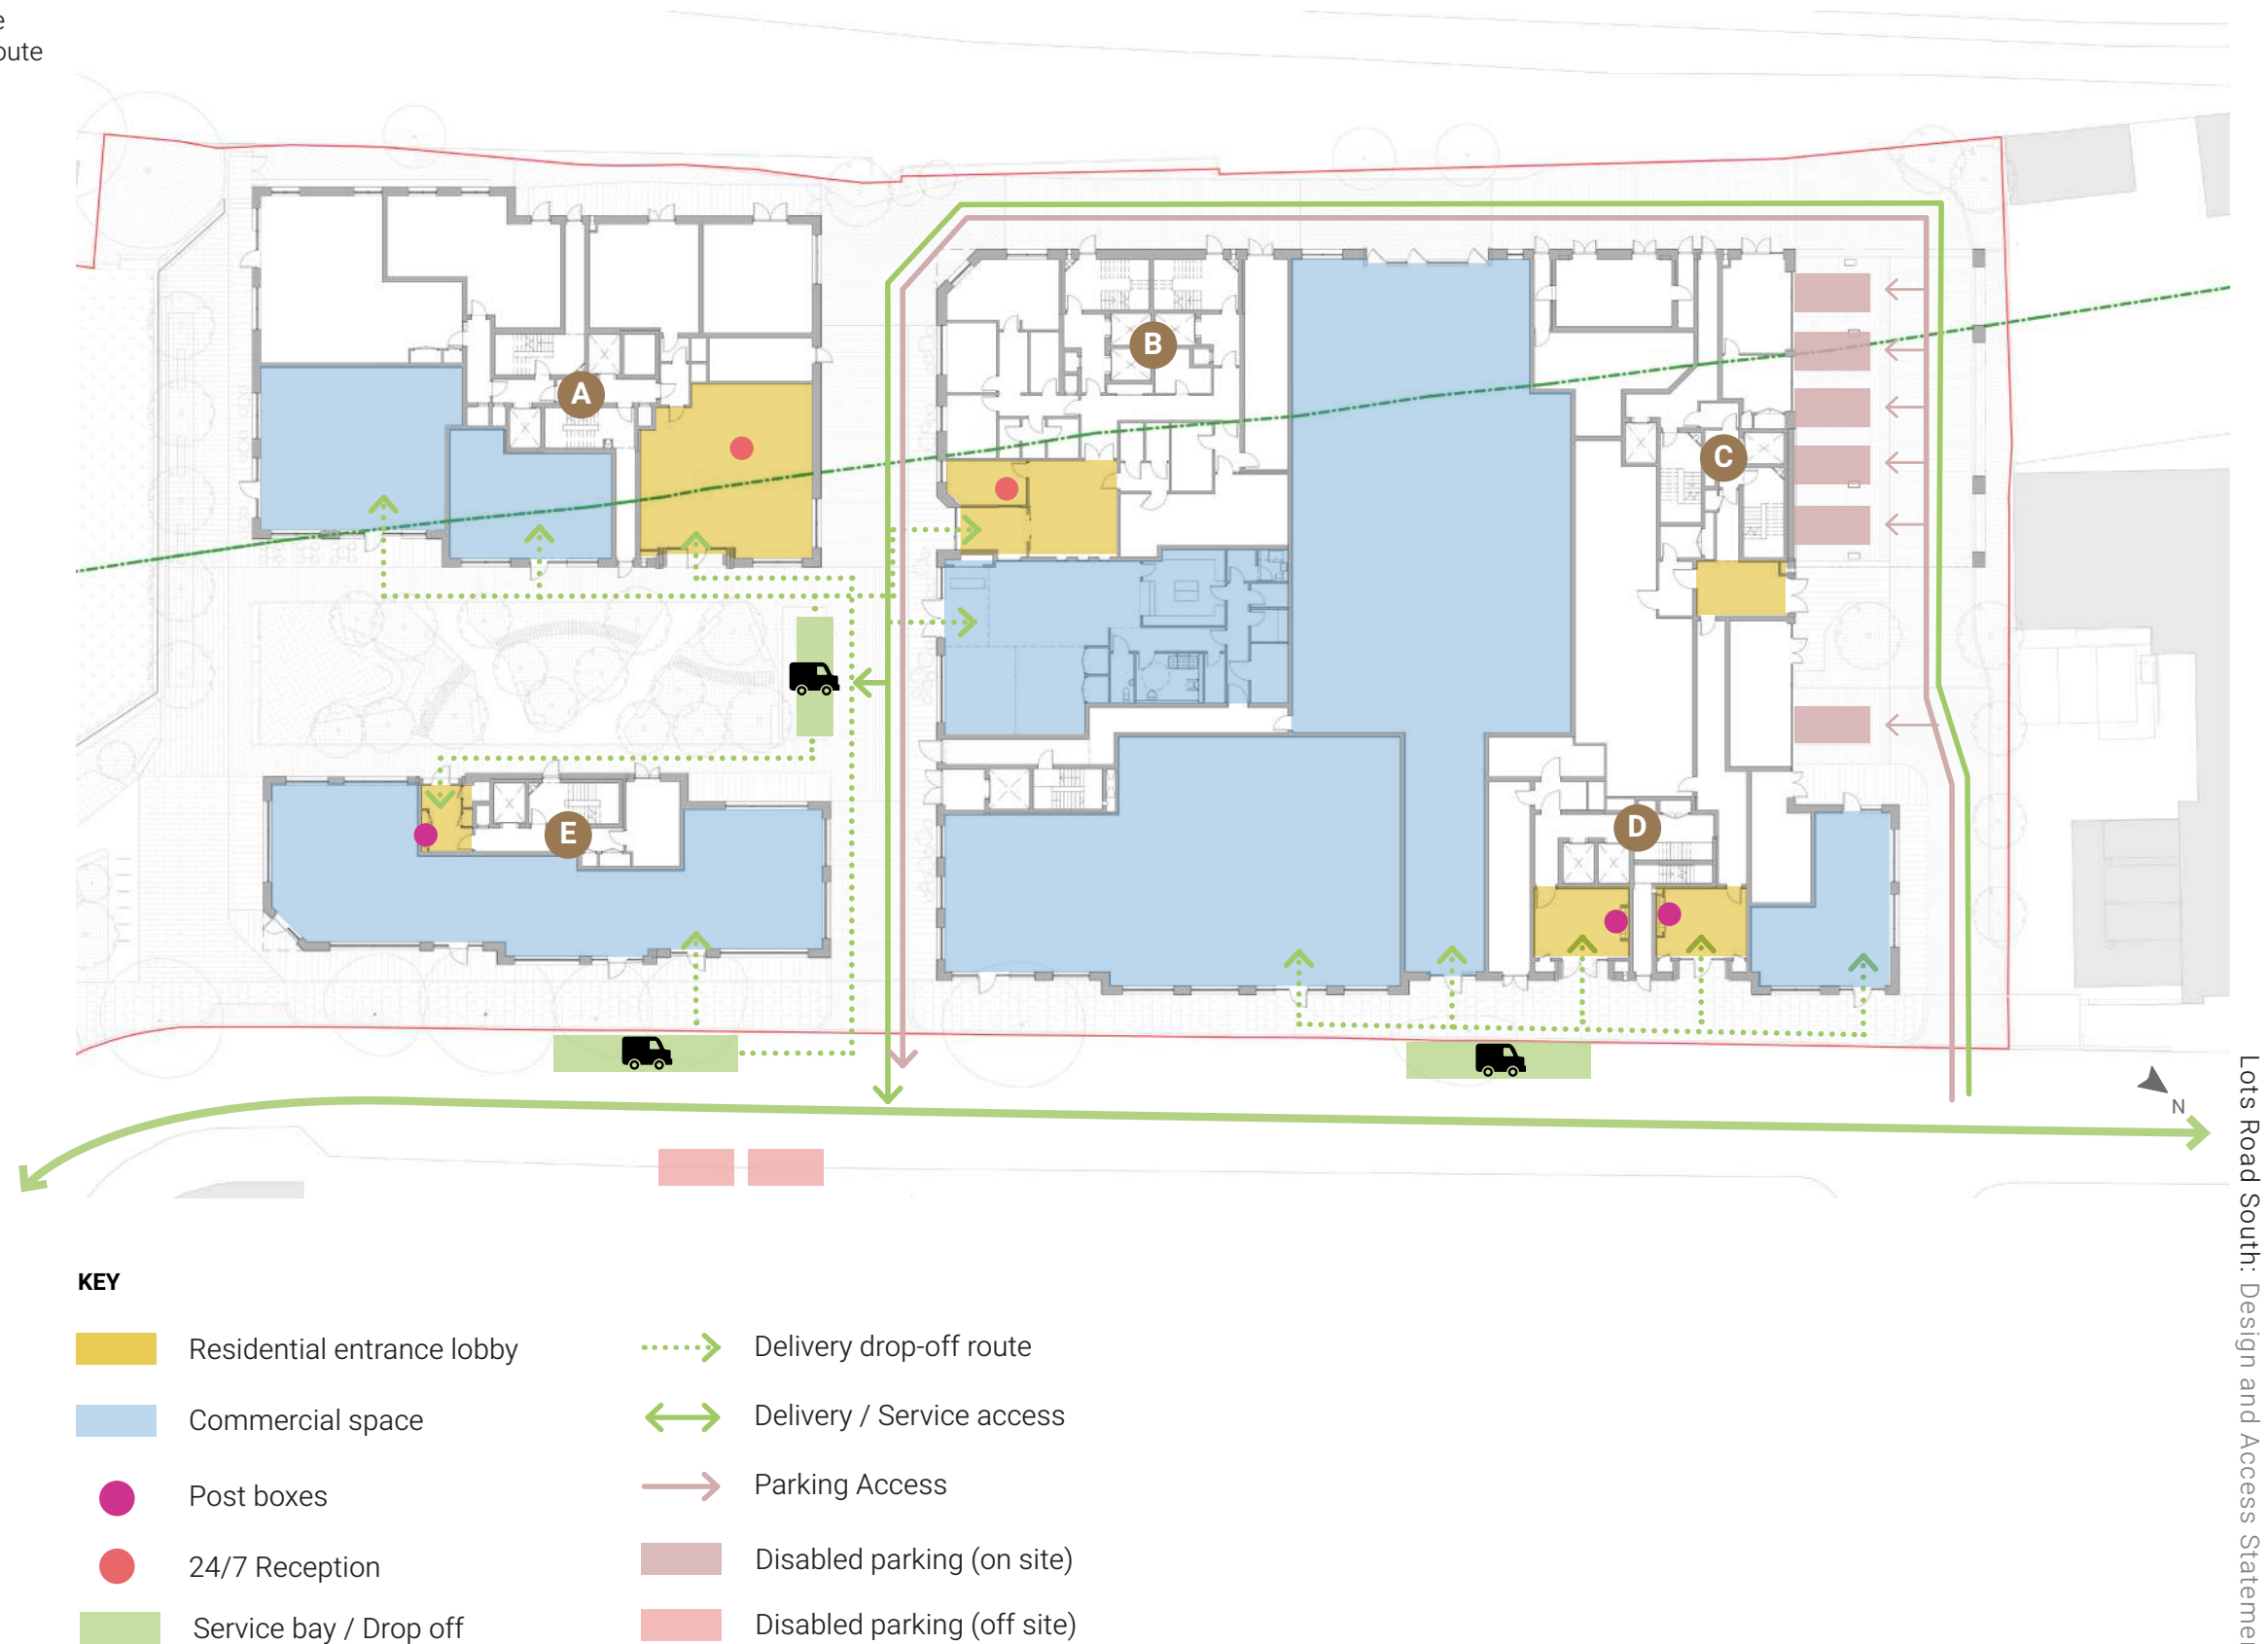 oute
A
B
C
D
E
N
KEY
Residential entrance lobby
Commercial space
Post boxes
24/7 Reception
Service bay / Drop off
Delivery drop-off route
Delivery / Service access
Parking Access
Disabled parking (on site)
Disabled parking (off site)
Lots Road South: Design and Access Stateme